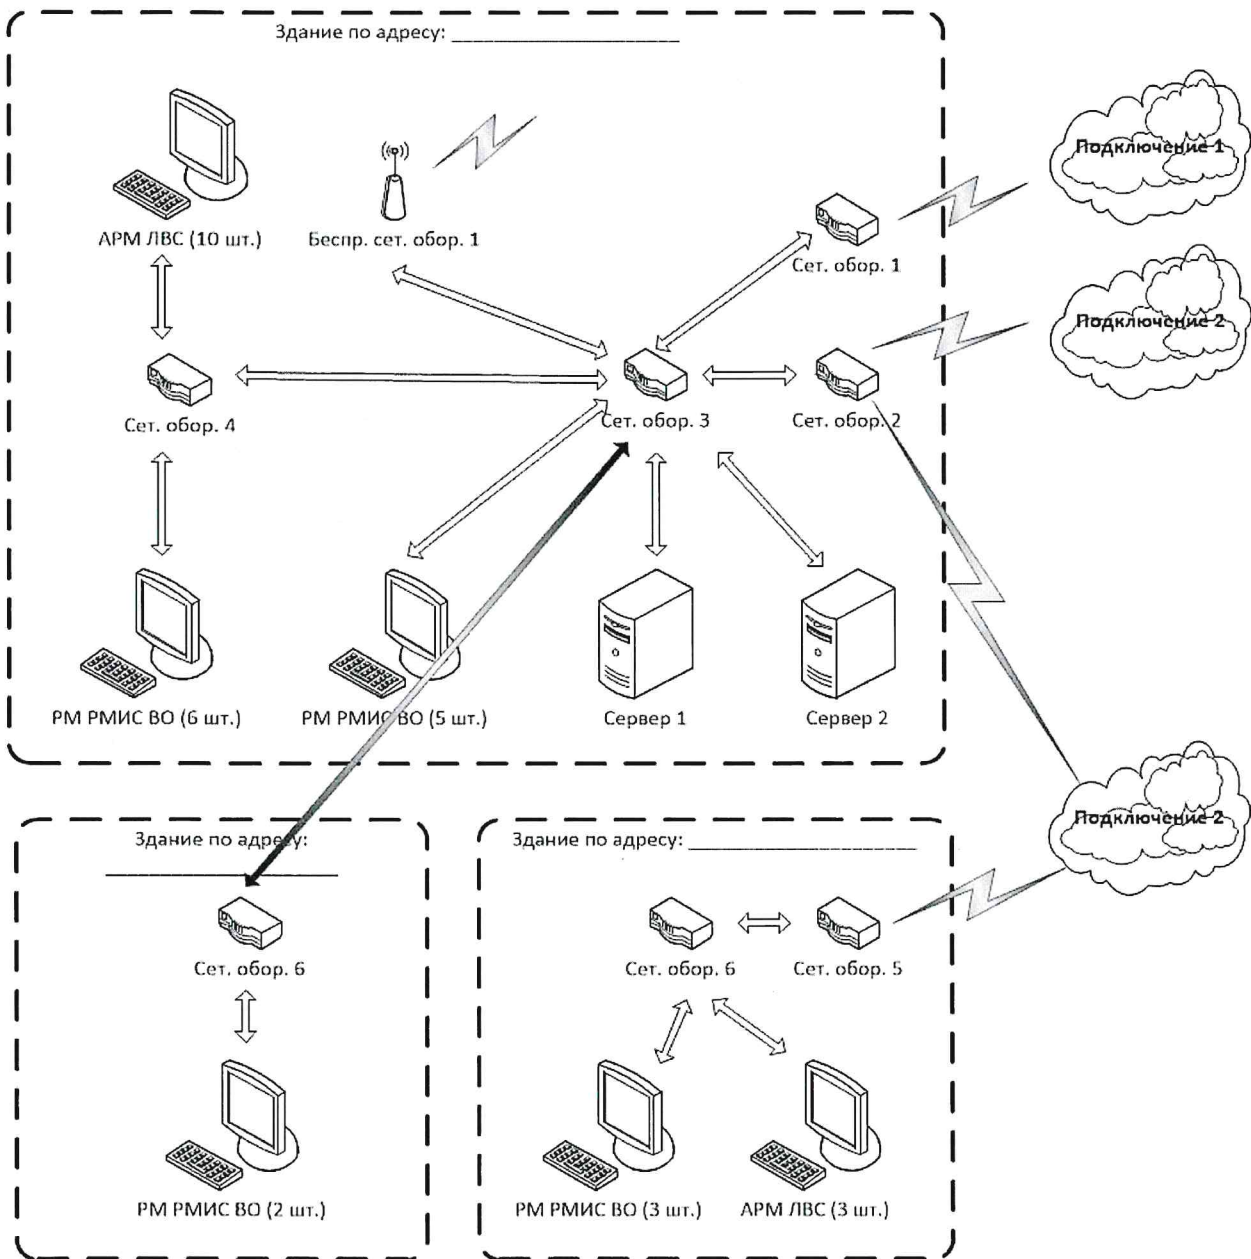 Здание по адресу: ____________________
Подключение 1
АРМ ЛВС (10 шт.)
Беспр. сет. обор. 1
Сет. обор. 1
Подключение 2
Сет. обор. 4
Сет. обор. 3
Сет. обор. 2
РМ РМИС ВО (6 шт.)
РМ РМИС ВО (5 шт.)
Сервер 1
Сервер 2
Подключение 2
Здание по адресу:
____________________
Сет. обор. 6
РМ РМИС ВО (2 шт.)
Здание по адресу: ____________________
Сет. обор. 6
Сет. обор. 5
РМ РМИС ВО (3 шт.)
АРМ ЛВС (3 шт.)